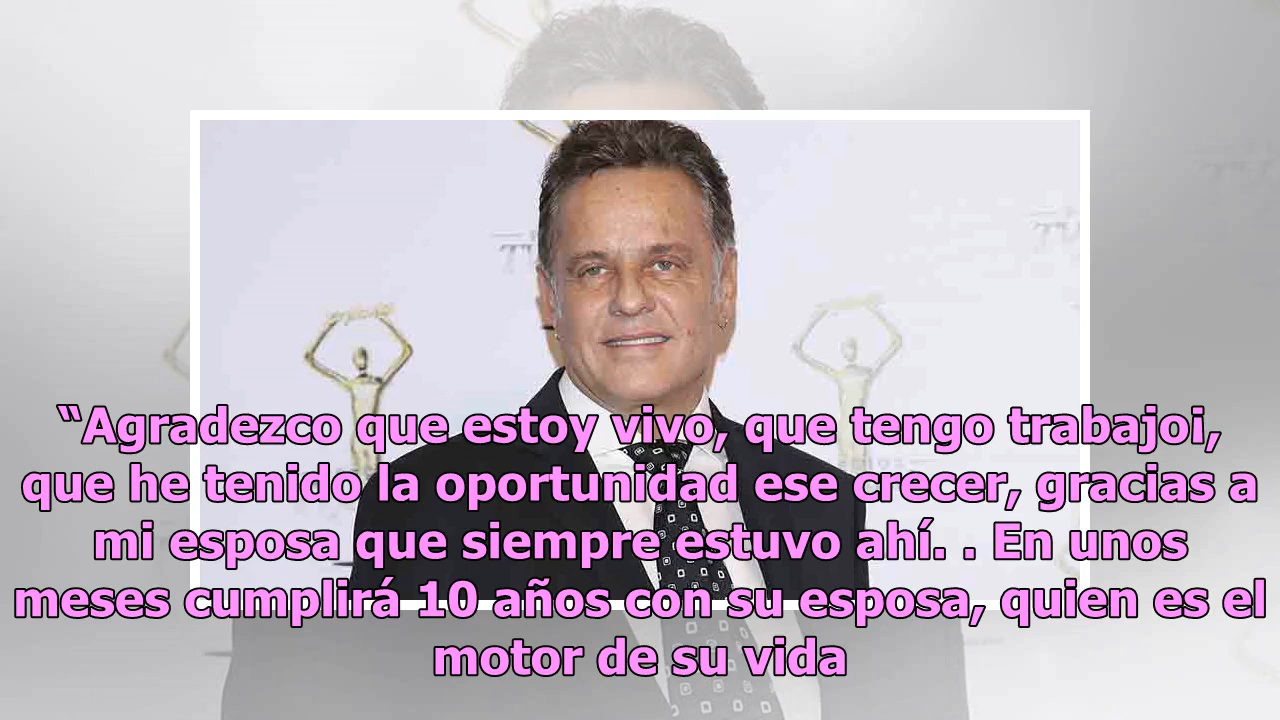 “Agradezco que estoy vivo, que tengo trabajoi,
que he tenido la oportunidad ese crecer, gracias a
mi esposa que siempre estuvo ahí. . En unos
meses cumplirá 10 años con su esposa, quien es el
motor de su vida